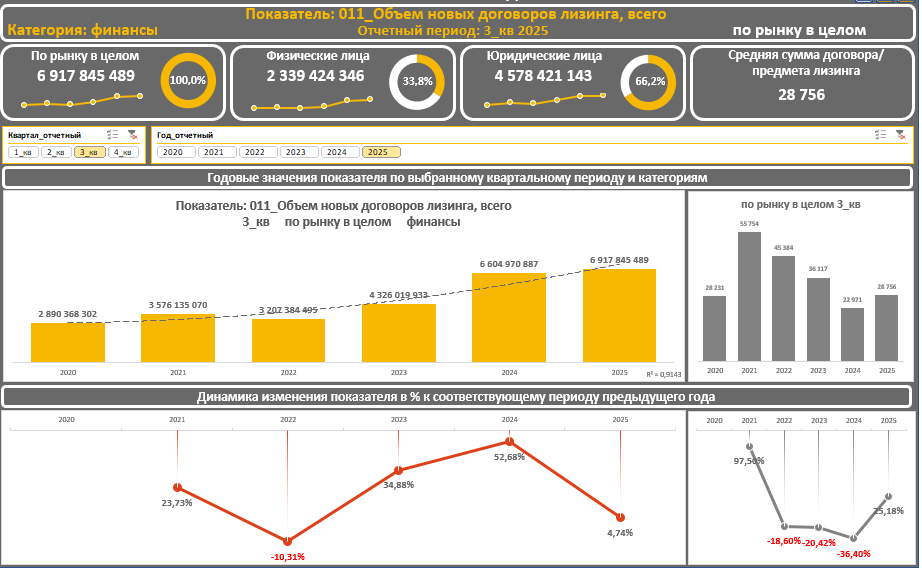 Показатель: 011_Объем новых договоров лизинга, всего
Категория: финансы
Отчетный период: 3_кв 2025
по рынку в целом
По рынку в целом
6 917 845 489
100,0%
Физические лица
2 339 424 346
33,8%
Юридические лица
4 578 421 143
66,2%
Средняя сумма договора/
предмета лизинга
28 756
Квартал_отчетный
1_кв 2_кв 3_кв 4_кв
Год_отчетный
2020 2021 2022 2023 2024 2025
Годовые значения показателя по выбранному квартальному периоду и категориям
Показатель: 011_Объем новых договоров лизинга, всего
3_кв по рынку в целом финансы
2 890 368 302
3 576 135 070
3 207 384 495
4 326 019 933
6 604 970 887
6 917 845 489
2020 2021 2022 2023 2024 2025
R² = 0,9143
по рынку в целом 3_кв
28 231
55 754
45 384
36 117
22 971
28 756
2020 2021 2022 2023 2024 2025
Динамика изменения показателя в % к соответствующему периоду предыдущего года
2020 2021 2022 2023 2024 2025
23,73%
-10,31%
34,88%
52,68%
4,74%
2020 2021 2022 2023 2024 2025
97,50%
-18,60%
-20,42%
-36,40%
25,18%